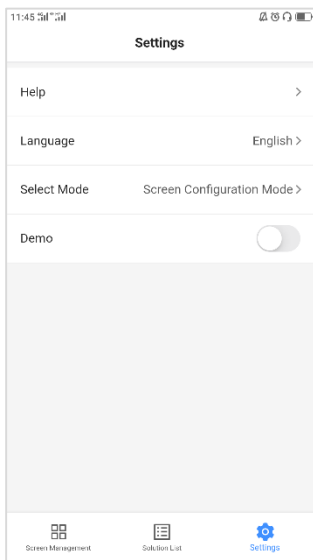 11:45
Settings
Help
Language English
Select Mode Screen Configuration Mode
Demo
Screen Management Solution List Settings